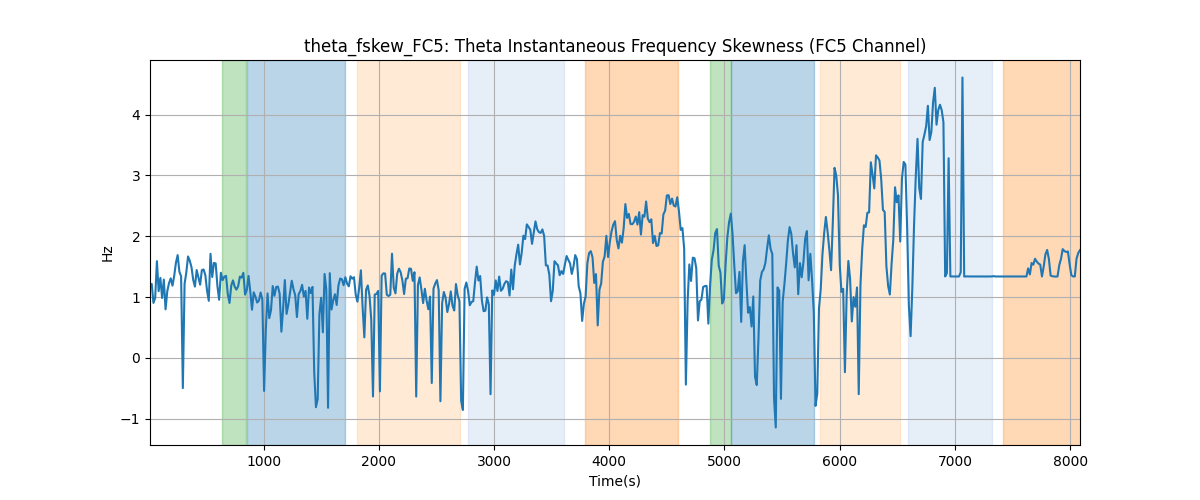 theta_fskew_FC5: Theta Instantaneous Frequency Skewness (FC5 Channel)
Hz
4
3
2
1
0
−1
1000 2000 3000 4000 5000 6000 7000 8000
Time(s)